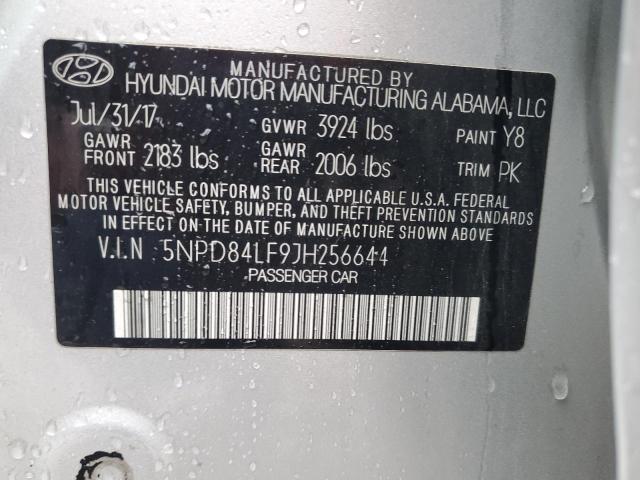 MANUFACTURED BY
HYUNDAI MOTOR MANUFACTURING ALABAMA, LLC
Jul/31/17 GVWR 3924 lbs PAINT Y8
GAWR FRONT 2183 lbs GAWR REAR 2006 lbs TRIM PK
THIS VEHICLE CONFORMS TO ALL APPLICABLE U.S.A. FEDERAL
MOTOR VEHICLE SAFETY, BUMPER, AND THEFT PREVENTION STANDARDS
IN EFFECT ON THE DATE OF MANUFACTURE SHOWN ABOVE.
V.I.N 5NPD84LF9JH256644
PASSENGER CAR